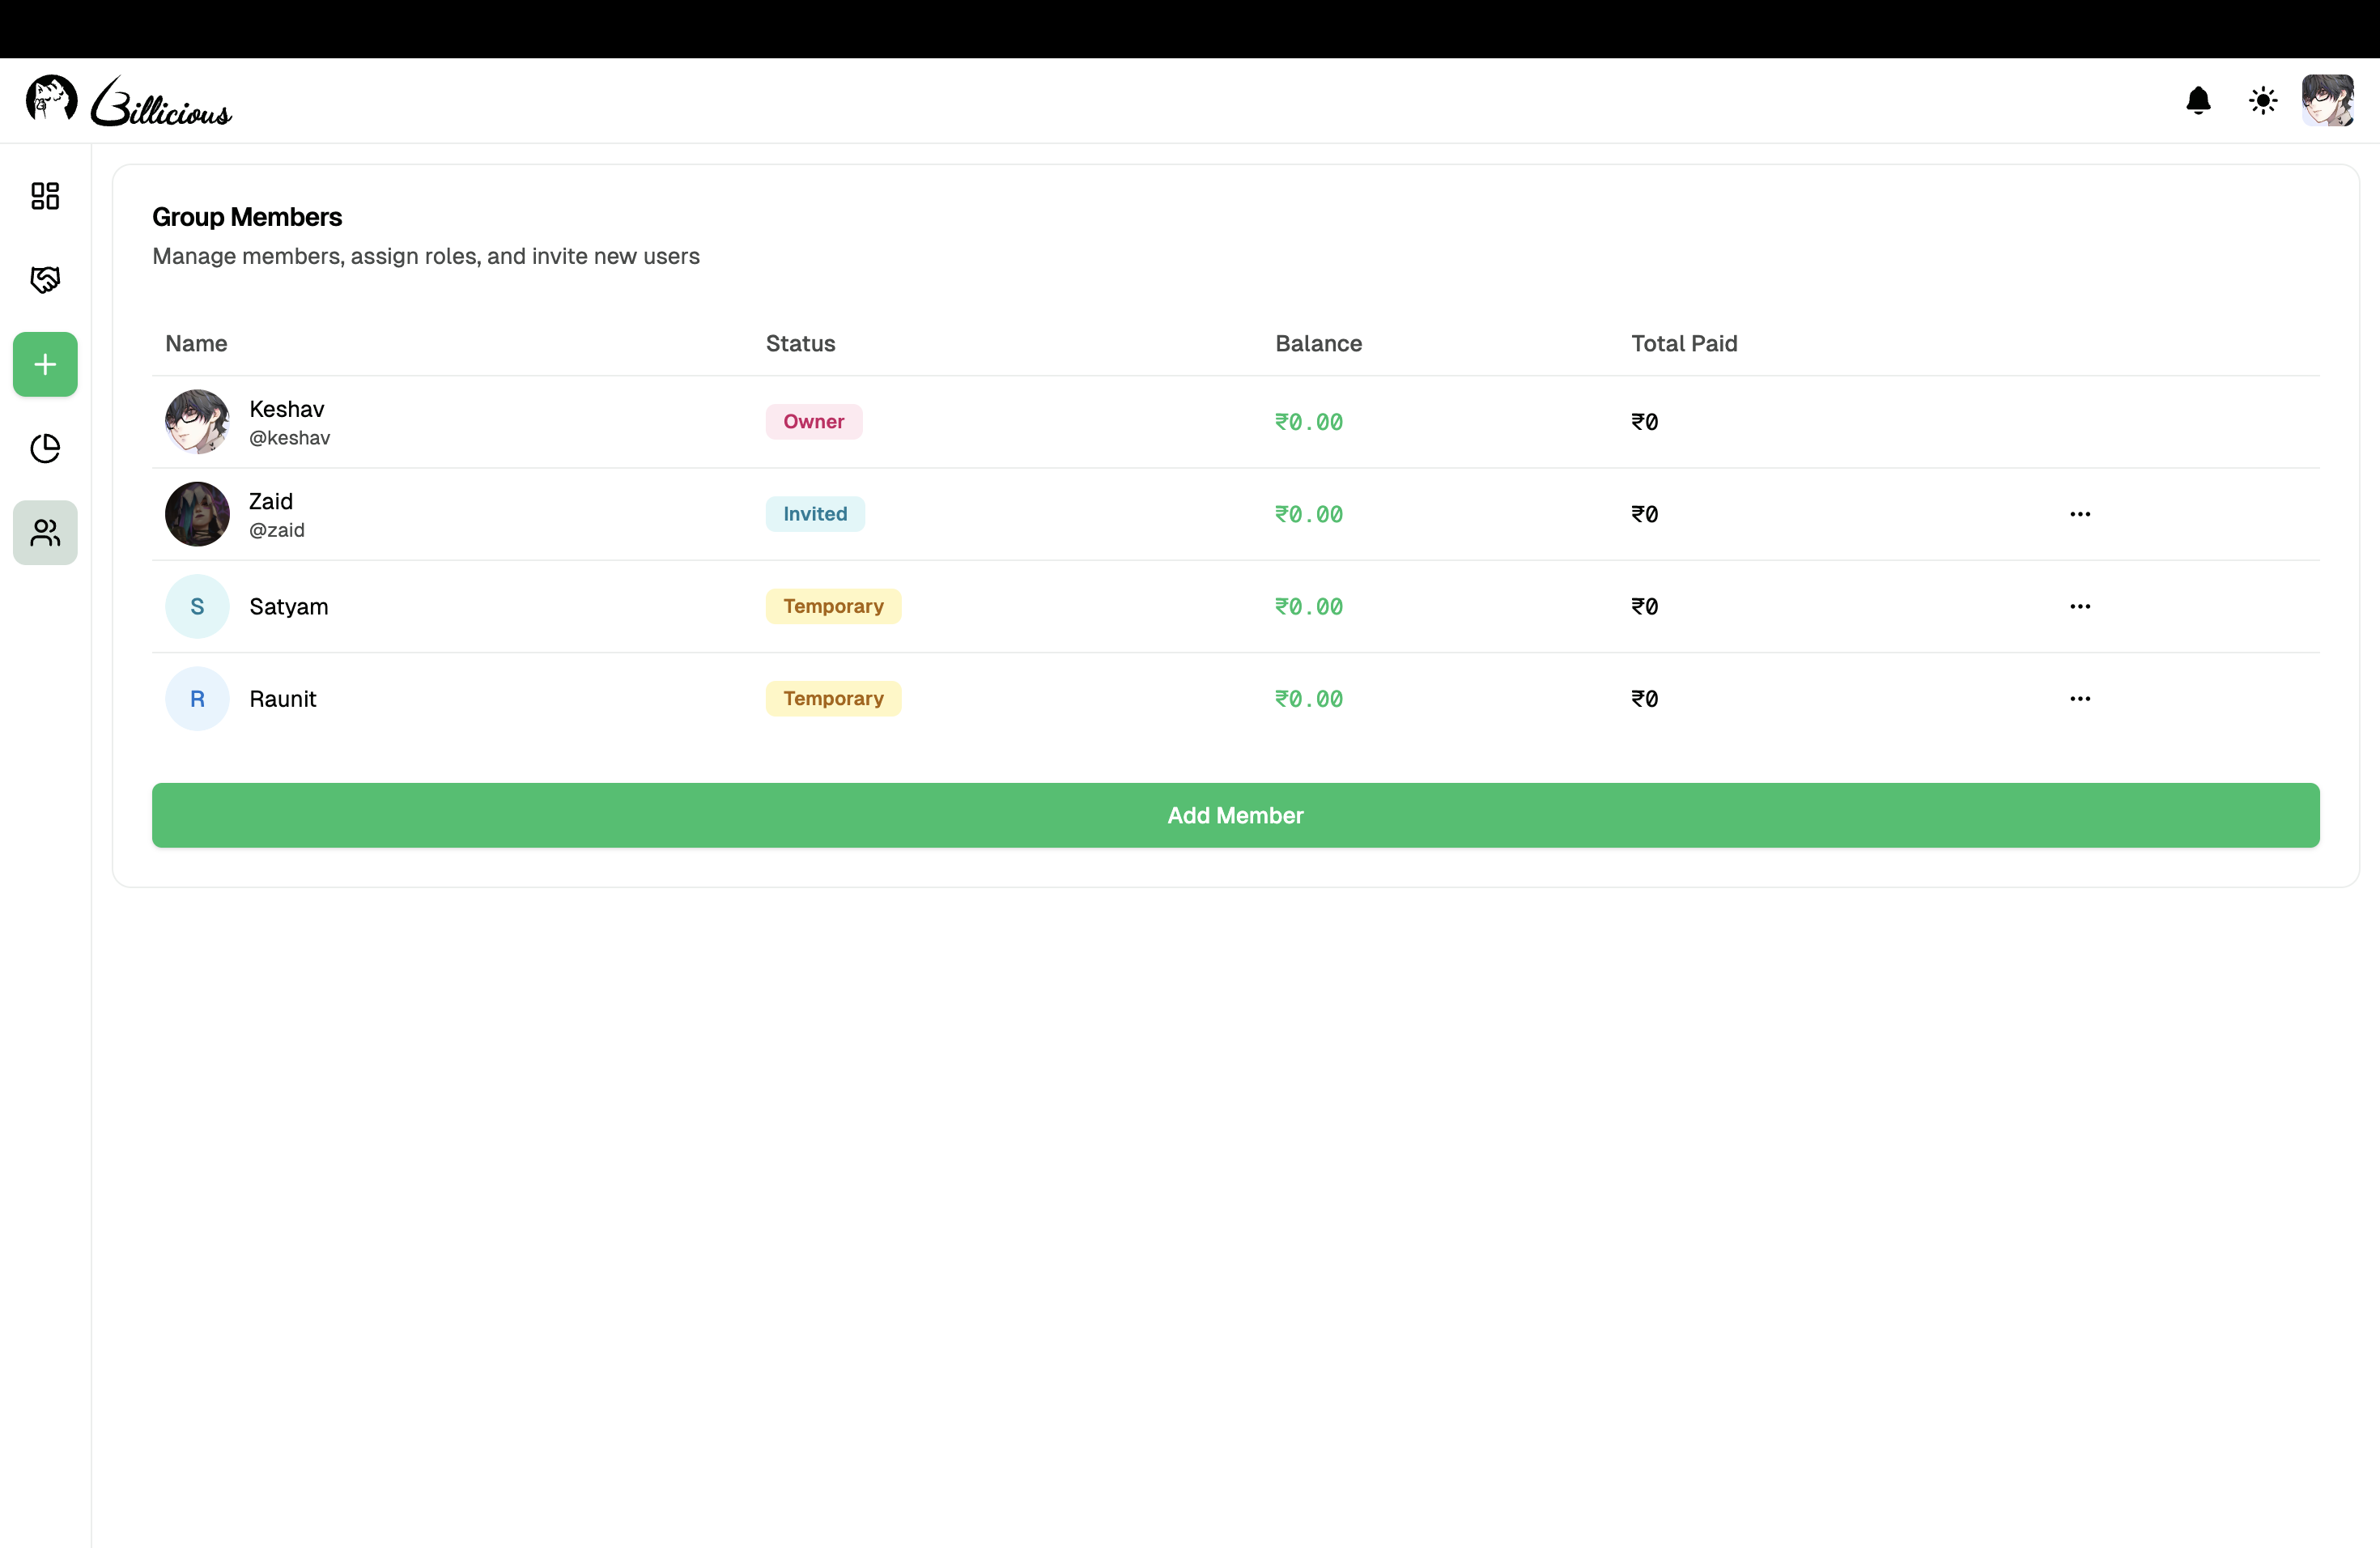 Billicious
Group Members
Manage members, assign roles, and invite new users
Name Status Balance Total Paid
Keshav
@keshav
Owner ₹0.00 ₹0
Zaid
@zaid
Invited ₹0.00 ₹0
S Satyam Temporary ₹0.00 ₹0
R Raunit Temporary ₹0.00 ₹0
Add Member